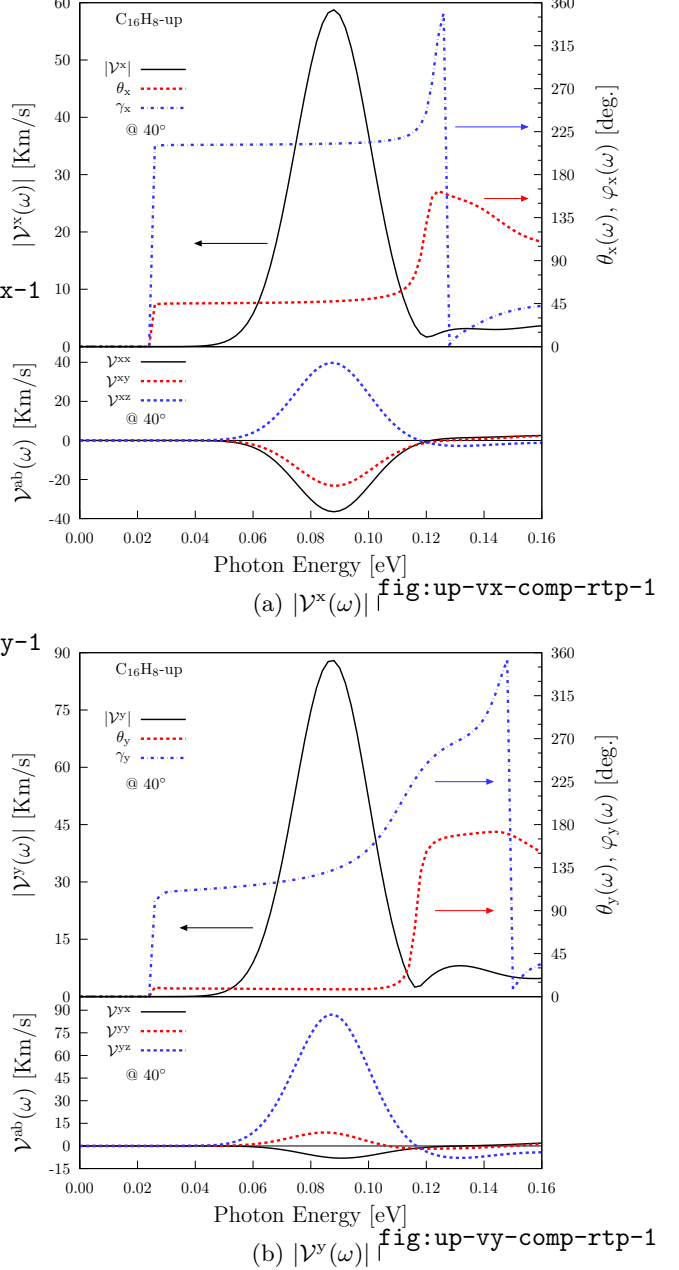 60
50
40
30
20
10
0
|𝒱ˣ(ω)| [Km/s]
C₁₆H₈-up
|𝒱ˣ|
θₓ
γₓ
@ 40°
360
315
270
225
180
135
90
45
0
θₓ(ω), φₓ(ω) [deg.]
x-1
40
20
0
-20
-40
𝒱ᵃᵇ(ω) [Km/s]
𝒱ˣˣ
𝒱ˣʸ
𝒱ˣᶻ
@ 40°
0.00 0.02 0.04 0.06 0.08 0.10 0.12 0.14 0.16
Photon Energy [eV]
(a) |𝒱ˣ(ω)| fig:up-vx-comp-rtp-1
y-1
90
75
60
45
30
15
0
|𝒱ʸ(ω)| [Km/s]
C₁₆H₈-up
|𝒱ʸ|
θ_y
γ_y
@ 40°
360
315
270
225
180
135
90
45
0
θ_y(ω), φ_y(ω) [deg.]
90
75
60
45
30
15
0
-15
𝒱ᵃᵇ(ω) [Km/s]
𝒱ʸˣ
𝒱ʸʸ
𝒱ʸᶻ
@ 40°
0.00 0.02 0.04 0.06 0.08 0.10 0.12 0.14 0.16
Photon Energy [eV]
(b) |𝒱ʸ(ω)| fig:up-vy-comp-rtp-1